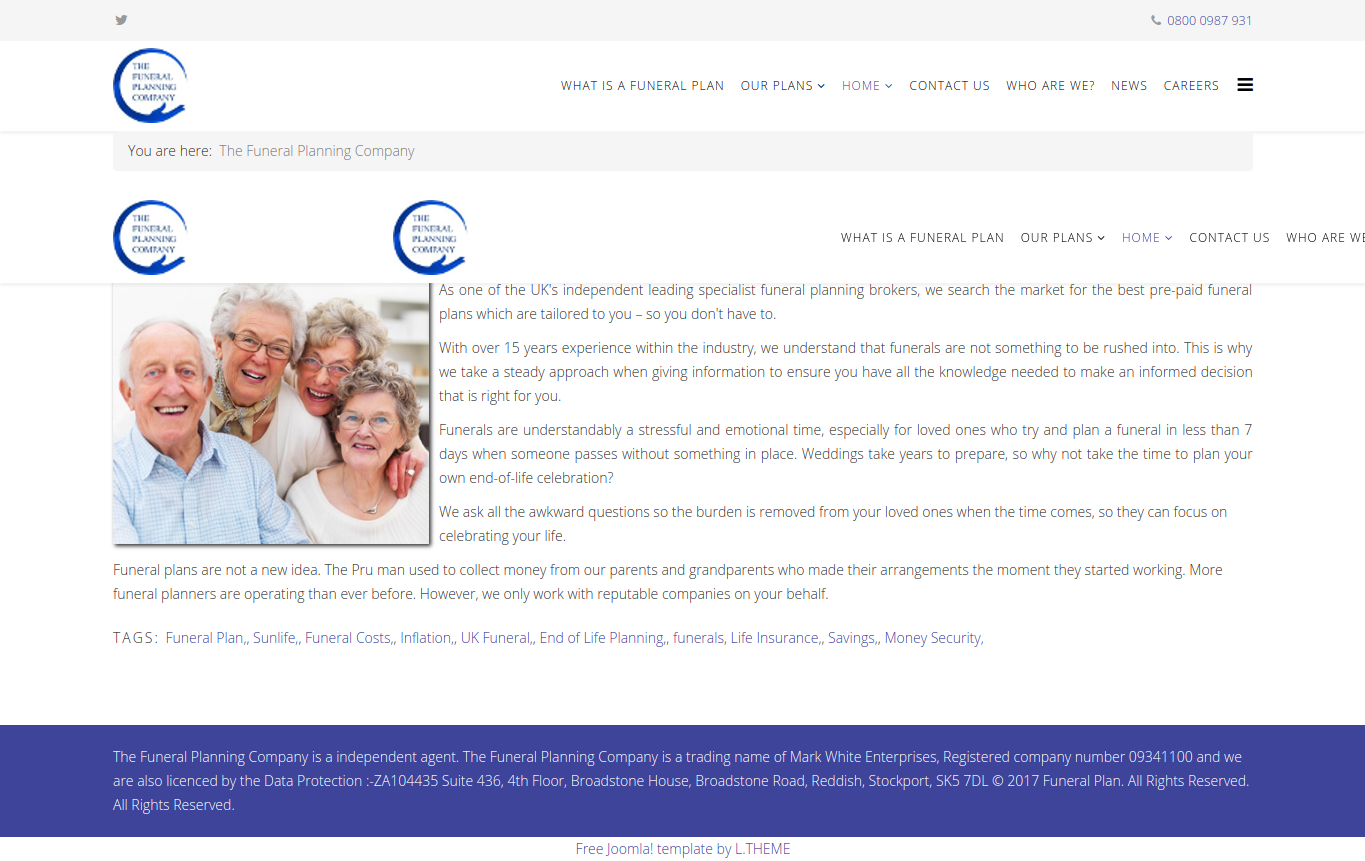 0800 0987 931
THE
FUNERAL
PLANNING
COMPANY
WHAT IS A FUNERAL PLAN OUR PLANS HOME CONTACT US WHO ARE WE? NEWS CAREERS
You are here: The Funeral Planning Company
THE
FUNERAL
PLANNING
COMPANY
THE
FUNERAL
PLANNING
COMPANY
WHAT IS A FUNERAL PLAN OUR PLANS HOME CONTACT US WHO ARE WE
As one of the UK's independent leading specialist funeral planning brokers, we search the market for the best pre-paid funeral
plans which are tailored to you – so you don't have to.
With over 15 years experience within the industry, we understand that funerals are not something to be rushed into. This is why
we take a steady approach when giving information to ensure you have all the knowledge needed to make an informed decision
that is right for you.
Funerals are understandably a stressful and emotional time, especially for loved ones who try and plan a funeral in less than 7
days when someone passes without something in place. Weddings take years to prepare, so why not take the time to plan your
own end-of-life celebration?
We ask all the awkward questions so the burden is removed from your loved ones when the time comes, so they can focus on
celebrating your life.
Funeral plans are not a new idea. The Pru man used to collect money from our parents and grandparents who made their arrangements the moment they started working. More
funeral planners are operating than ever before. However, we only work with reputable companies on your behalf.
TAGS: Funeral Plan,, Sunlife,, Funeral Costs,, Inflation,, UK Funeral,, End of Life Planning,, funerals, Life Insurance,, Savings,, Money Security,
The Funeral Planning Company is a independent agent. The Funeral Planning Company is a trading name of Mark White Enterprises, Registered company number 09341100 and we
are also licenced by the Data Protection :-ZA104435 Suite 436, 4th Floor, Broadstone House, Broadstone Road, Reddish, Stockport, SK5 7DL © 2017 Funeral Plan. All Rights Reserved.
All Rights Reserved.
Free Joomla! template by L.THEME